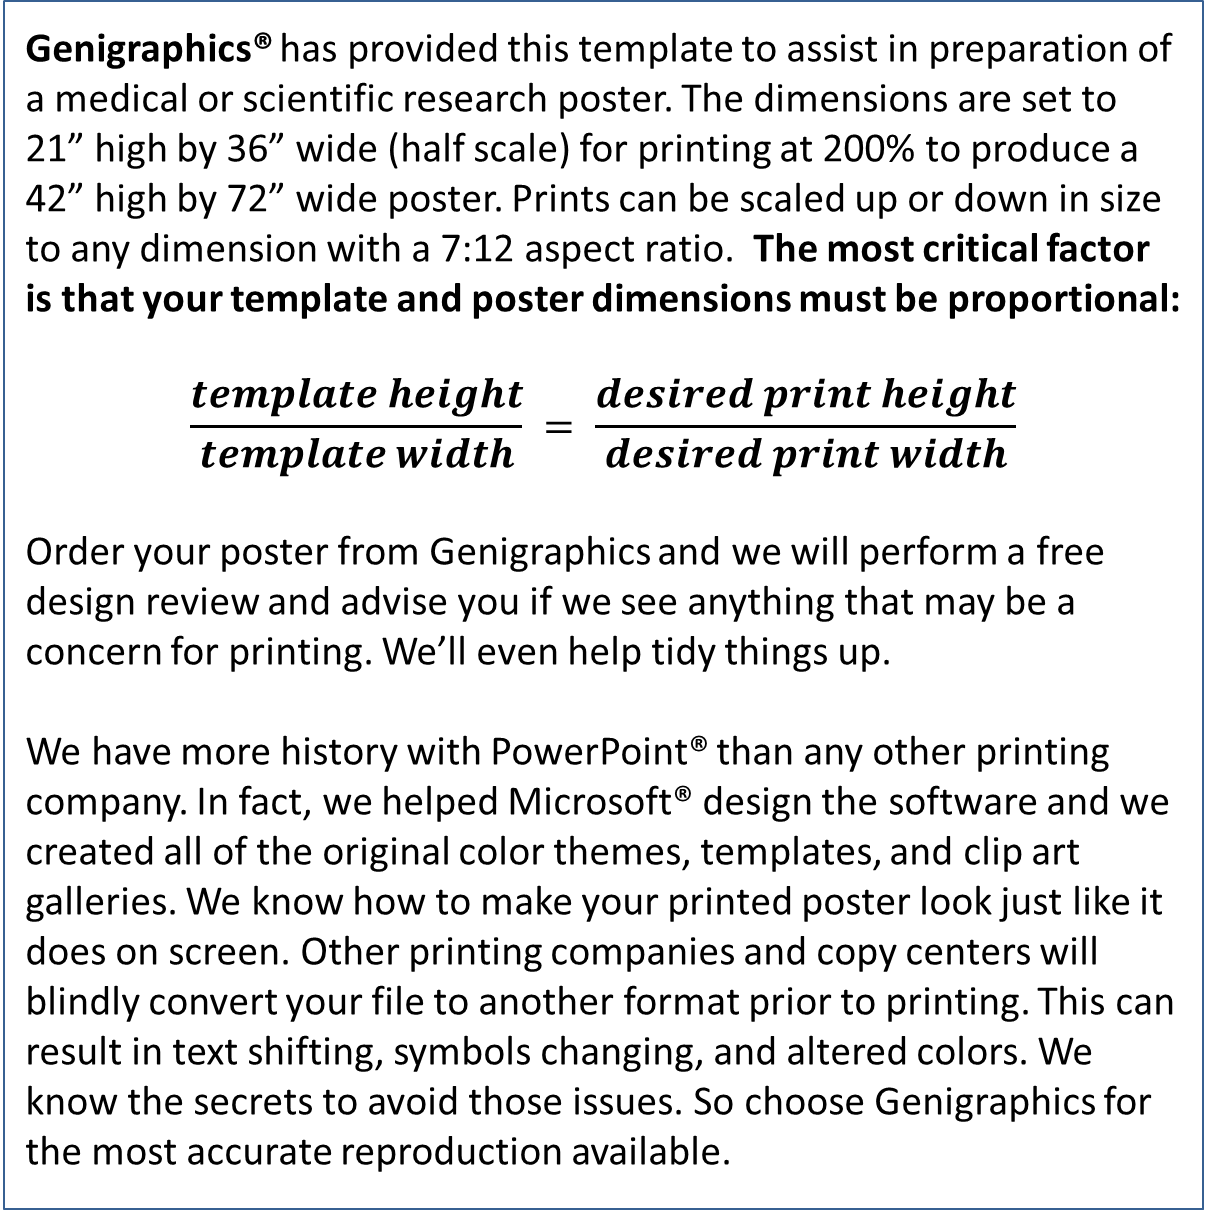 Genigraphics® has provided this template to assist in preparation of
a medical or scientific research poster. The dimensions are set to
21” high by 36” wide (half scale) for printing at 200% to produce a
42” high by 72” wide poster. Prints can be scaled up or down in size
to any dimension with a 7:12 aspect ratio.  The most critical factor
is that your template and poster dimensions must be proportional:
template height / template width = desired print height / desired print width
Order your poster from Genigraphics and we will perform a free
design review and advise you if we see anything that may be a
concern for printing. We’ll even help tidy things up.
We have more history with PowerPoint® than any other printing
company. In fact, we helped Microsoft® design the software and we
created all of the original color themes, templates, and clip art
galleries. We know how to make your printed poster look just like it
does on screen. Other printing companies and copy centers will
blindly convert your file to another format prior to printing. This can
result in text shifting, symbols changing, and altered colors. We
know the secrets to avoid those issues. So choose Genigraphics for
the most accurate reproduction available.